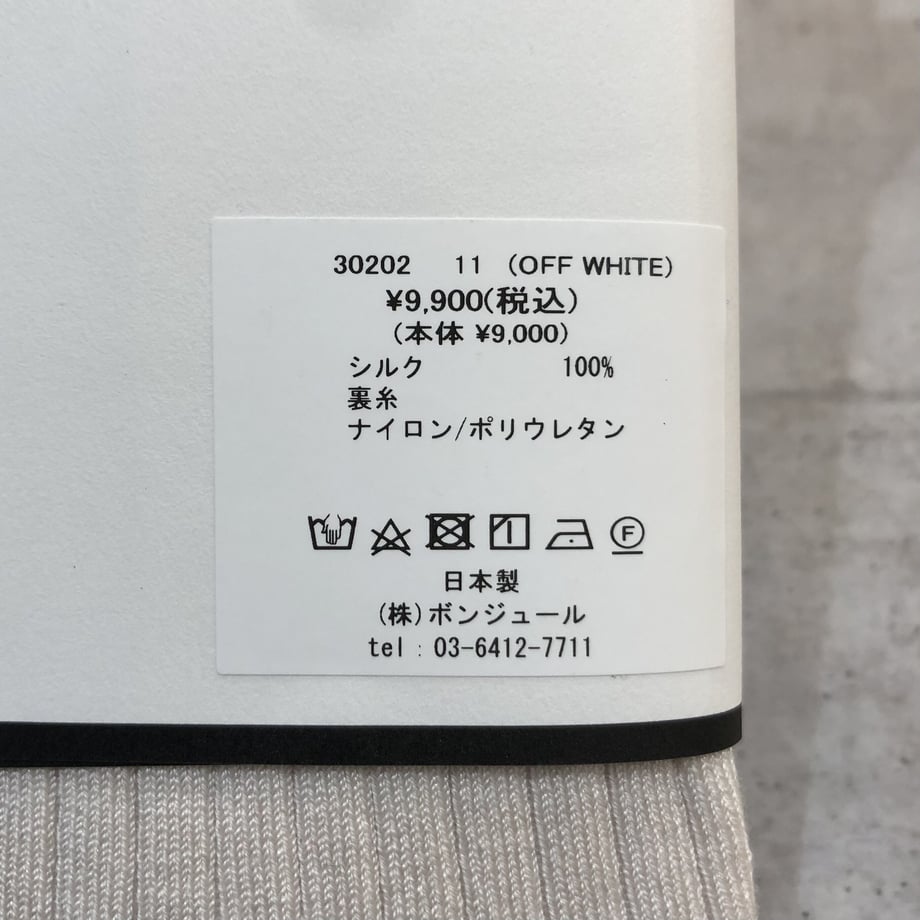 30202 11 (OFF WHITE)
¥9,900(税込)
(本体 ¥9,000)
シルク 100%
裏糸
ナイロン/ポリウレタン
F
日本製
(株)ボンジュール
tel : 03-6412-7711